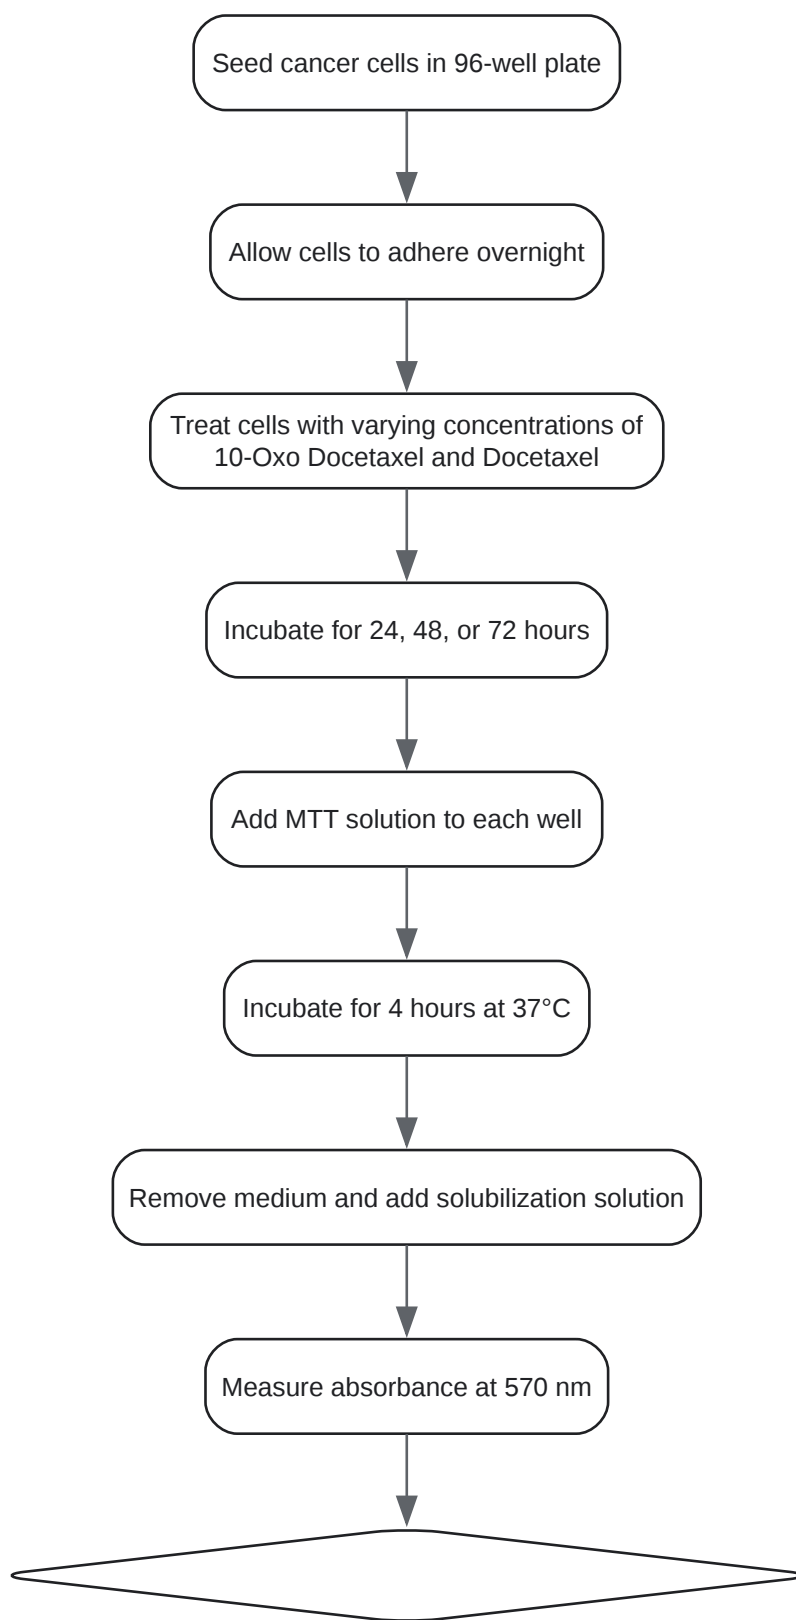 Seed cancer cells in 96-well plate
Allow cells to adhere overnight
Treat cells with varying concentrations of
10-Oxo Docetaxel and Docetaxel
Incubate for 24, 48, or 72 hours
Add MTT solution to each well
Incubate for 4 hours at 37°C
Remove medium and add solubilization solution
Measure absorbance at 570 nm